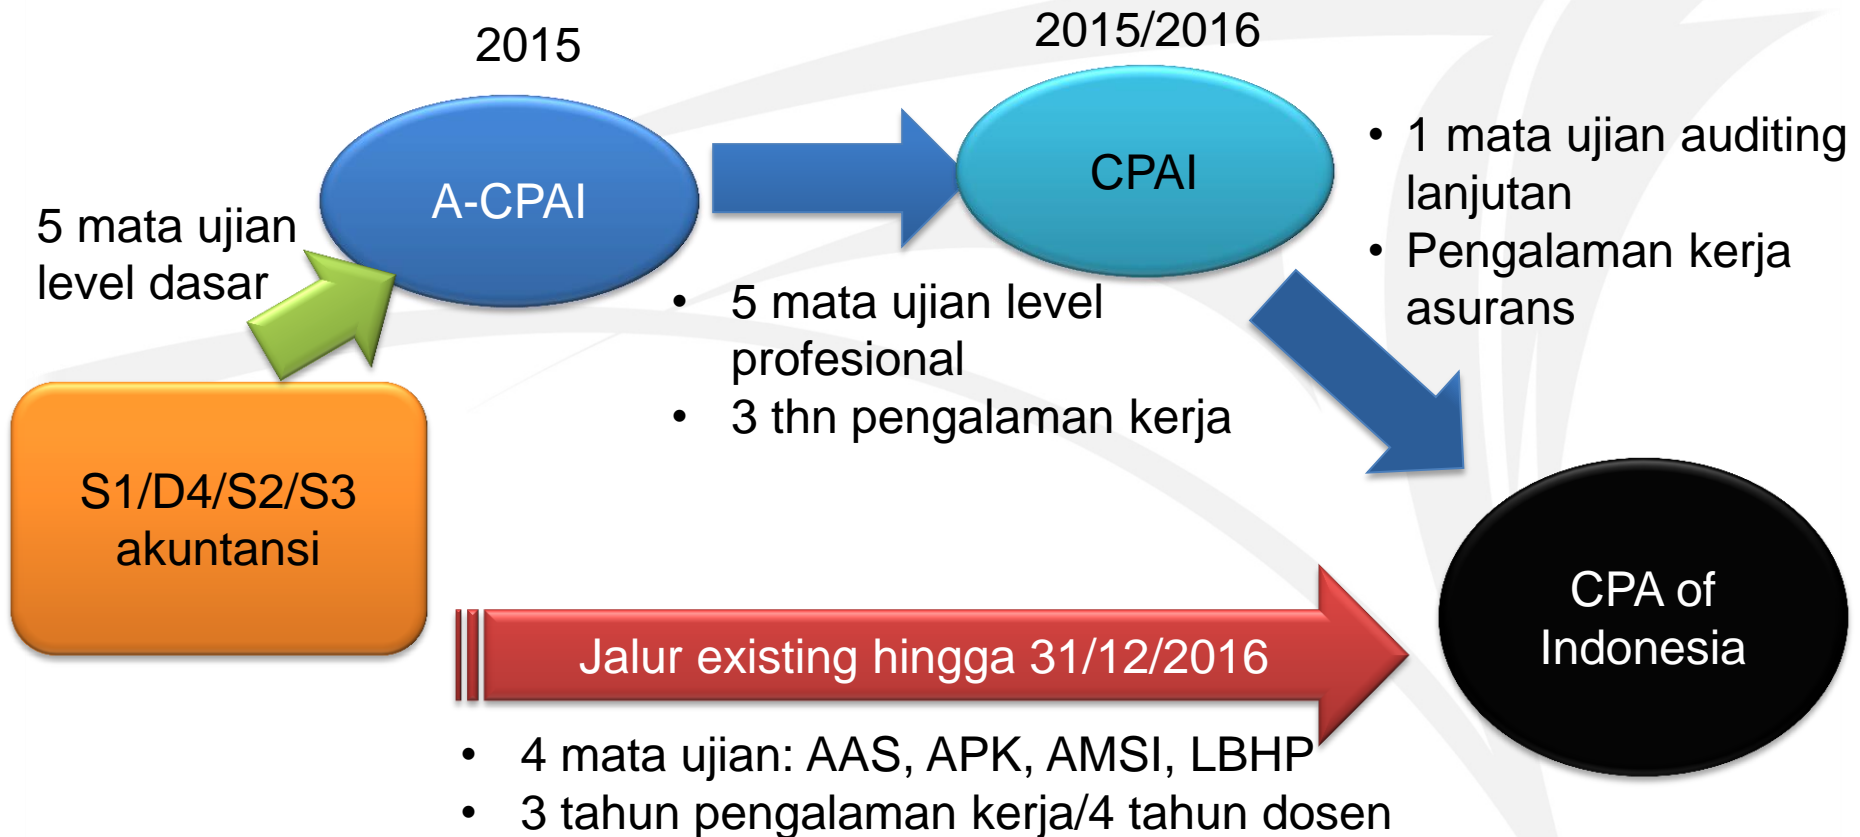 2015
2015/2016
A-CPAI
CPAI
• 1 mata ujian auditing
lanjutan
• Pengalaman kerja
asurans
5 mata ujian
level dasar
• 5 mata ujian level
profesional
• 3 thn pengalaman kerja
S1/D4/S2/S3
akuntansi
CPA of
Indonesia
Jalur existing hingga 31/12/2016
• 4 mata ujian: AAS, APK, AMSI, LBHP
• 3 tahun pengalaman kerja/4 tahun dosen